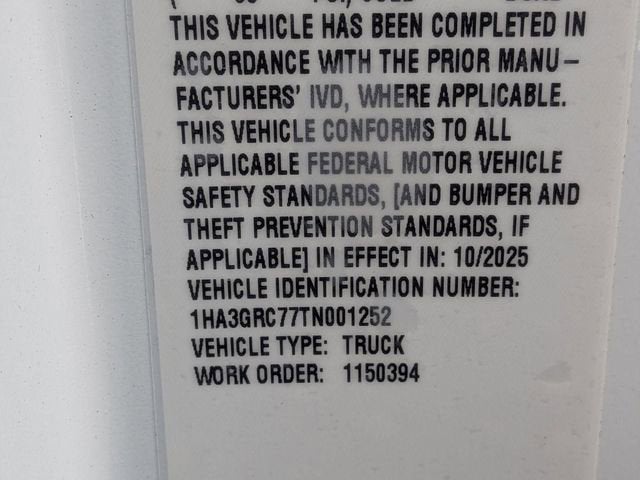 THIS VEHICLE HAS BEEN COMPLETED IN
ACCORDANCE WITH THE PRIOR MANU-
FACTURERS' IVD, WHERE APPLICABLE.
THIS VEHICLE CONFORMS TO ALL
APPLICABLE FEDERAL MOTOR VEHICLE
SAFETY STANDARDS, [AND BUMPER AND
THEFT PREVENTION STANDARDS, IF
APPLICABLE] IN EFFECT IN: 10/2025
VEHICLE IDENTIFICATION NUMBER:
1HA3GRC77TN001252
VEHICLE TYPE: TRUCK
WORK ORDER: 1150394